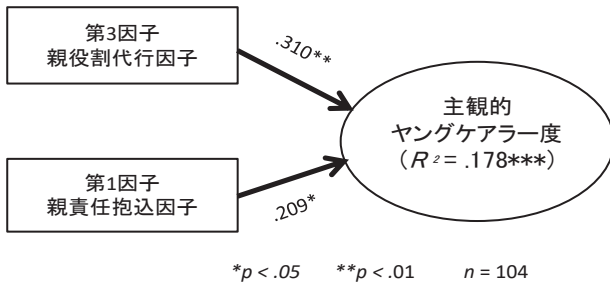 第3因子
親役割代行因子
.310**
主観的
ヤングケアラー度
(R² = .178***)
第1因子
親責任抱込因子
.209*
*p < .05 **p < .01 n = 104